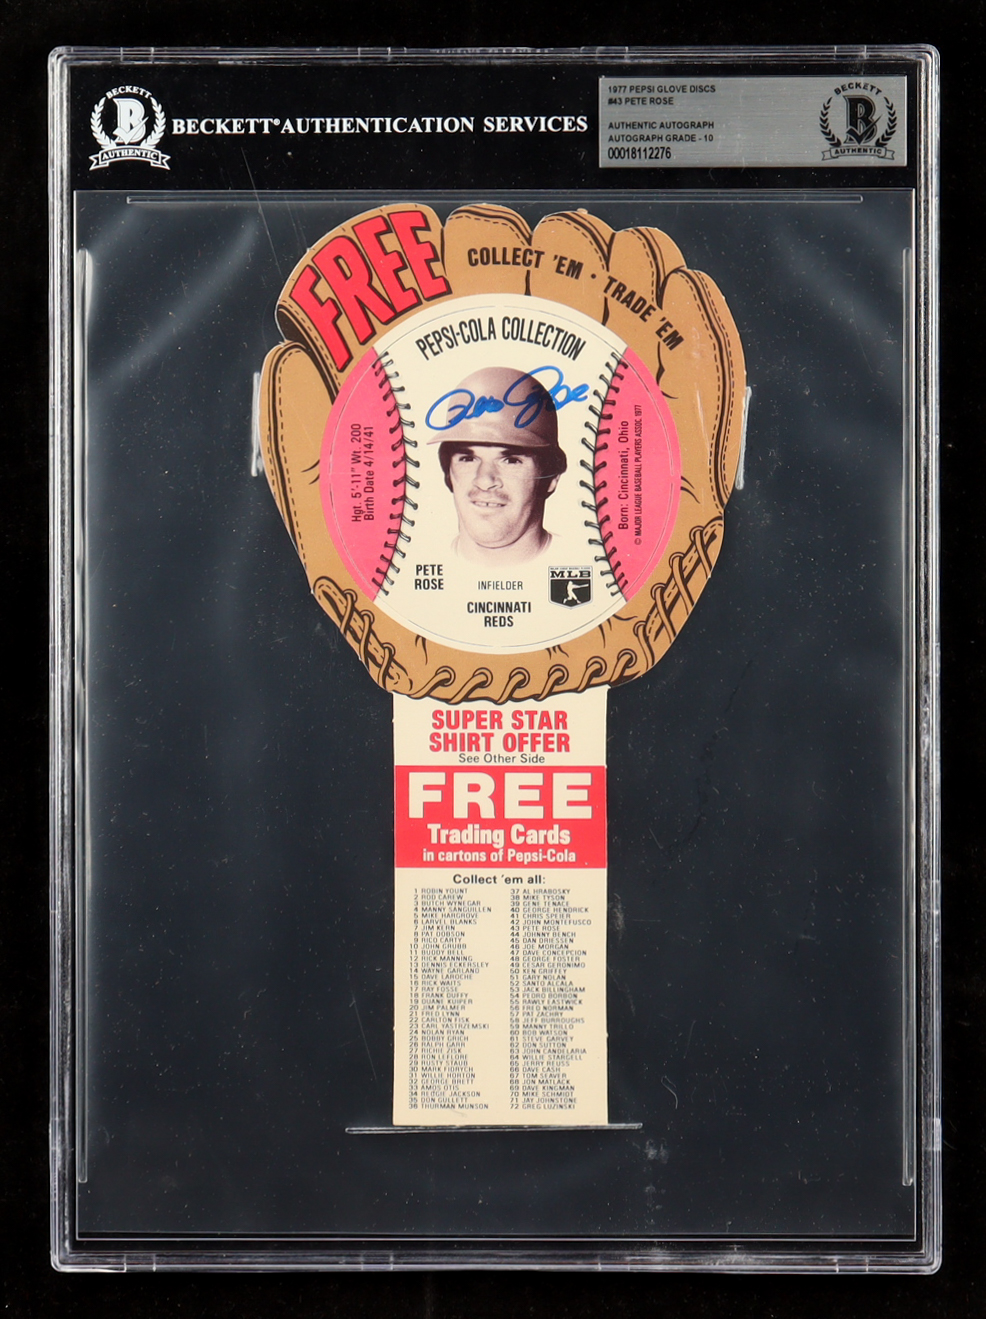 BECKETT
B
AUTHENTIC
BECKETT® AUTHENTICATION SERVICES
1977 PEPSI GLOVE DISCS
#43 PETE ROSE
AUTHENTIC AUTOGRAPH
AUTOGRAPH GRADE - 10
00018112276
BECKETT
B
AUTHENTIC
FREE
COLLECT 'EM • TRADE 'EM
PEPSI-COLA COLLECTION
Pete Rose
Hgt. 5'-11" Wt. 200
Birth Date 4/14/41
Born: Cincinnati, Ohio
© MAJOR LEAGUE BASEBALL PLAYERS ASSOC. 1977
PETE
ROSE
INFIELDER
MLB
CINCINNATI
REDS
SUPER STAR
SHIRT OFFER
See Other Side
FREE
Trading Cards
in cartons of Pepsi-Cola
Collect 'em all:
1 ROBIN YOUNT
2 ROD CAREW
3 BUTCH WYNEGAR
4 MANNY SANGUILLEN
5 MIKE HARGROVE
6 LARVEL BLANKS
7 JIM KERN
8 PAT DOBSON
9 RICO CARTY
10 JOHN GRUBB
11 BUDDY BELL
12 RICK MANNING
13 DENNIS ECKERSLEY
14 WAYNE GARLAND
15 DAVE LAROCHE
16 RICK WAITS
17 RAY FOSSE
18 FRANK DUFFY
19 DUANE KUIPER
20 JIM PALMER
21 FRED LYNN
22 CARLTON FISK
23 CARL YASTRZEMSKI
24 NOLAN RYAN
25 BOBBY GRICH
26 RALPH GARR
27 RICHIE ZISK
28 RON LEFLORE
29 RUSTY STAUB
30 MARK FIDRYCH
31 WILLIE HORTON
32 GEORGE BRETT
33 AMOS OTIS
34 REGGIE JACKSON
35 DON GULLETT
36 THURMAN MUNSON
37 AL HRABOSKY
38 MIKE TYSON
39 GENE TENACE
40 GEORGE HENDRICK
41 CHRIS SPEIER
42 JOHN MONTEFUSCO
43 PETE ROSE
44 JOHNNY BENCH
45 DAN DRIESSEN
46 JOE MORGAN
47 DAVE CONCEPCION
48 GEORGE FOSTER
49 CESAR GERONIMO
50 KEN GRIFFEY
51 GARY NOLAN
52 SANTO ALCALA
53 JACK BILLINGHAM
54 PEDRO BORBON
55 RAWLY EASTWICK
56 FRED NORMAN
57 PAT ZACHRY
58 JEFF BURROUGHS
59 MANNY TRILLO
60 BOB WATSON
61 STEVE GARVEY
62 DON SUTTON
63 JOHN CANDELARIA
64 WILLIE STARGELL
65 JERRY REUSS
66 DAVE CASH
67 TOM SEAVER
68 JON MATLACK
69 DAVE KINGMAN
70 MIKE SCHMIDT
71 JAY JOHNSTONE
72 GREG LUZINSKI